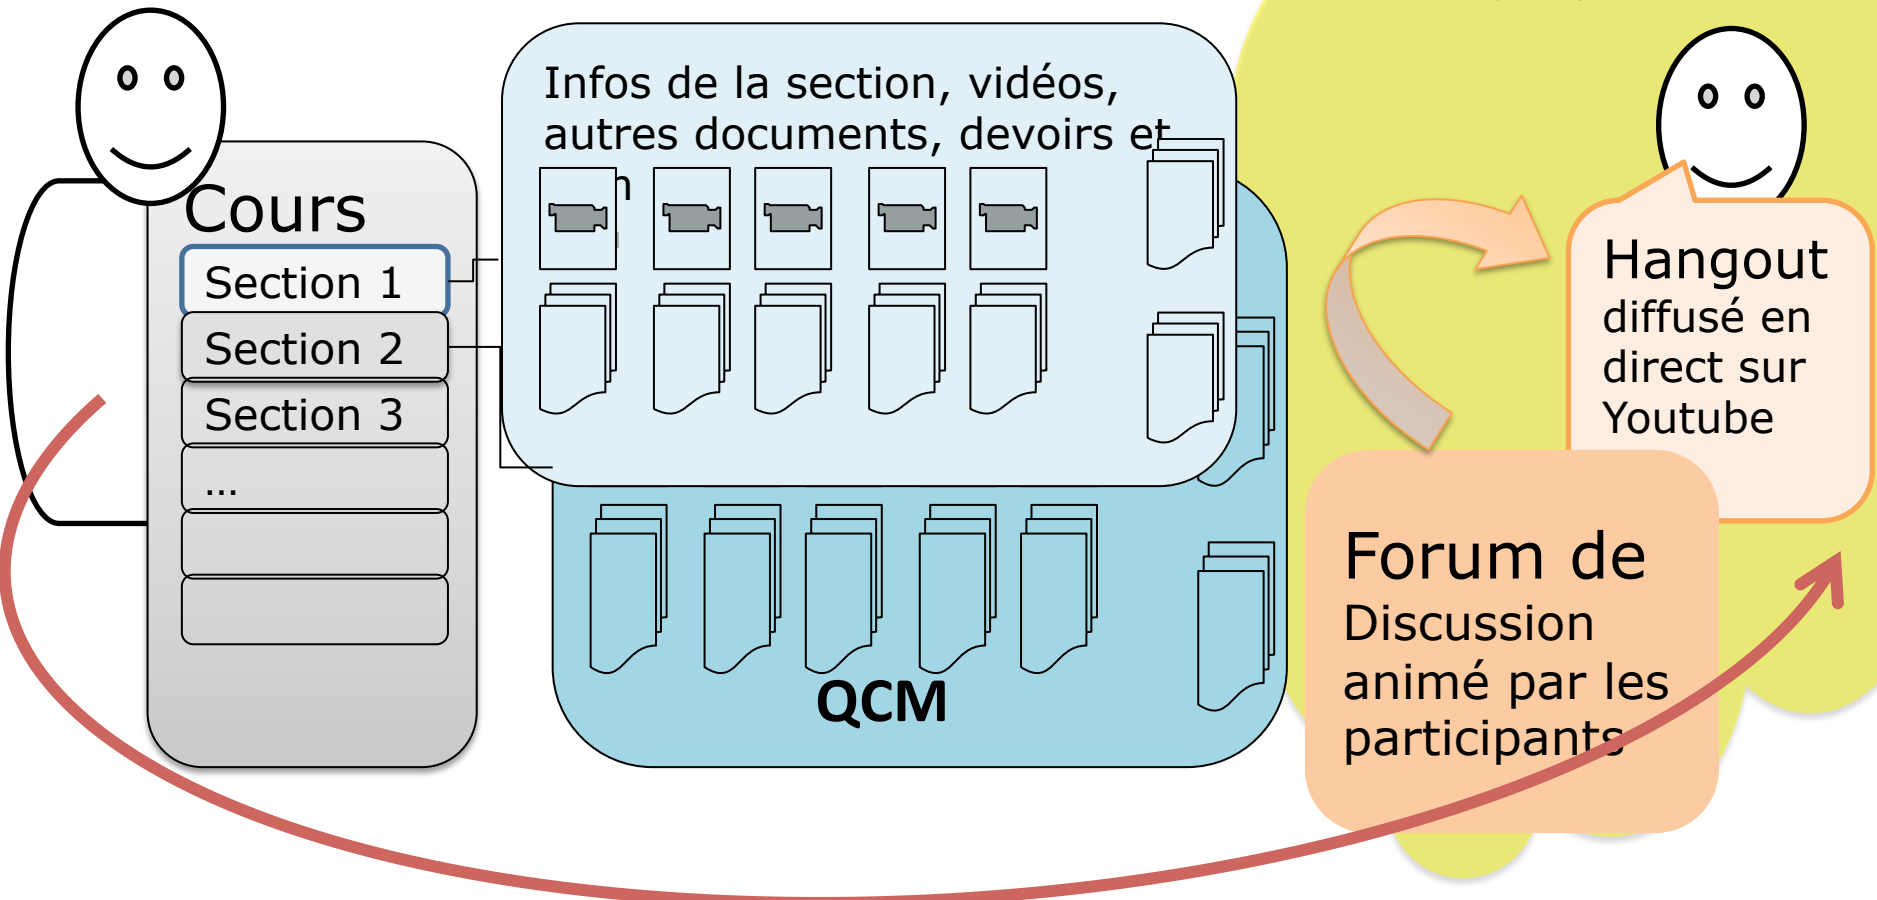 Cours
Section 1
Section 2
Section 3
...
Infos de la section, vidéos,
autres documents, devoirs et
QCM
Hangout
diffusé en
direct sur
Youtube
Forum de
Discussion
animé par les
participants